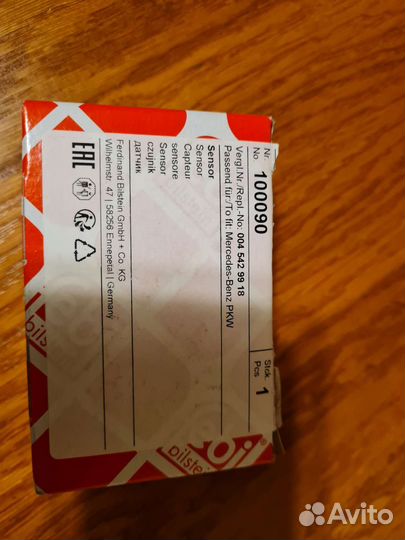 Nr.
No. 100090
Stck.
Pcs. 1
Vergl.Nr./Repl.-No: 004 542 99 18
Passend für:/To fit: Mercedes-Benz PKW
Sensor
Sensor
Capteur
sensore
Sensor
czujnik
датчик
Ferdinand Bilstein GmbH + Co. KG
Wilhelmstr. 47 | 58256 Ennepetal | Germany
EAC
bilstein
bilstein
Avito